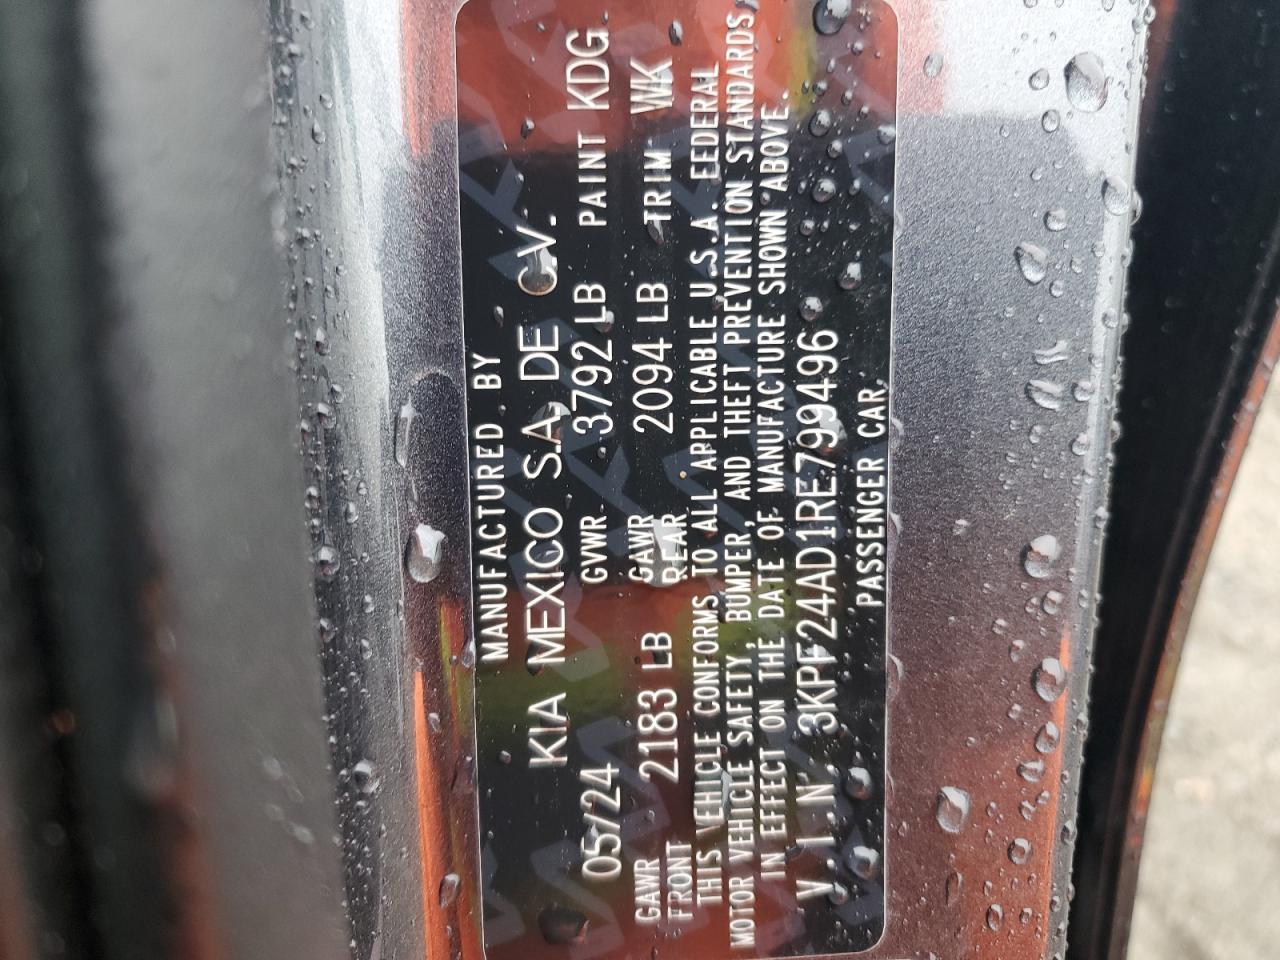 MANUFACTURED BY
KIA MEXICO S.A. DE C.V.
05/24 GVWR 3792 LB PAINT KDG
GAWR FRONT 2183 LB GAWR REAR 2094 LB TRIM WK
THIS VEHICLE CONFORMS TO ALL APPLICABLE U.S.A. FEDERAL
MOTOR VEHICLE SAFETY, BUMPER, AND THEFT PREVENTION STANDARDS
IN EFFECT ON THE DATE OF MANUFACTURE SHOWN ABOVE.
V.I.N. 3KPF24AD1RE799496
PASSENGER CAR